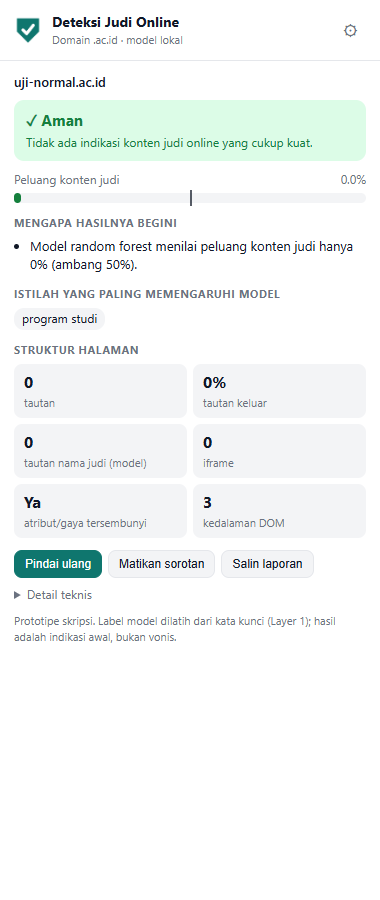 Deteksi Judi Online
Domain .ac.id · model lokal
uji-normal.ac.id
✓ Aman
Tidak ada indikasi konten judi online yang cukup kuat.
Peluang konten judi 0.0%
MENGAPA HASILNYA BEGINI
• Model random forest menilai peluang konten judi hanya
0% (ambang 50%).
ISTILAH YANG PALING MEMENGARUHI MODEL
program studi
STRUKTUR HALAMAN
0 0%
tautan tautan keluar
0 0
tautan nama judi (model) iframe
Ya 3
atribut/gaya tersembunyi kedalaman DOM
Pindai ulang Matikan sorotan Salin laporan
▶ Detail teknis
Prototipe skripsi. Label model dilatih dari kata kunci (Layer 1); hasil
adalah indikasi awal, bukan vonis.